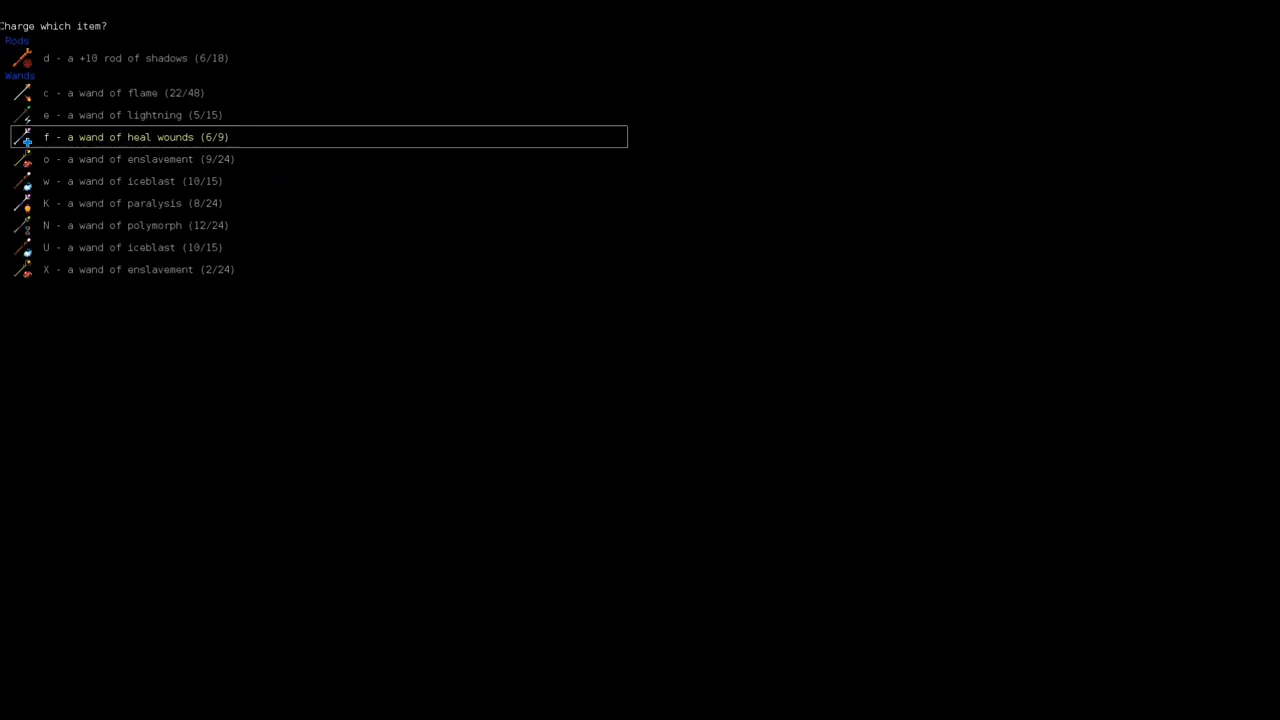 Charge which item?
Rods
d - a +10 rod of shadows (6/18)
Wands
c - a wand of flame (22/48)
e - a wand of lightning (5/15)
f - a wand of heal wounds (6/9)
o - a wand of enslavement (9/24)
w - a wand of iceblast (10/15)
K - a wand of paralysis (8/24)
N - a wand of polymorph (12/24)
U - a wand of iceblast (10/15)
X - a wand of enslavement (2/24)